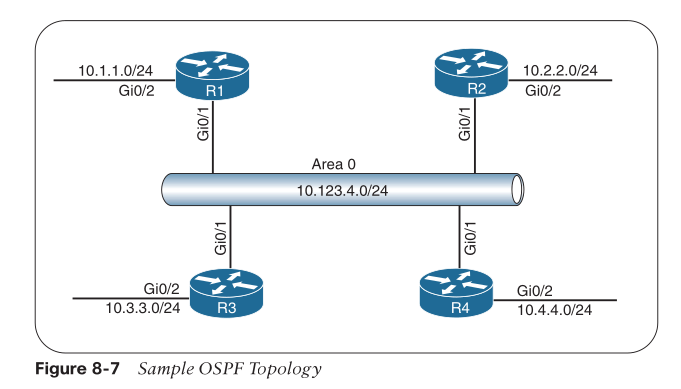 10.1.1.0/24
Gi0/2
R1
Gi0/1
R2
10.2.2.0/24
Gi0/2
Gi0/1
Area 0
10.123.4.0/24
Gi0/1
Gi0/2
10.3.3.0/24
R3
Gi0/1
R4
Gi0/2
10.4.4.0/24
Figure 8-7 Sample OSPF Topology